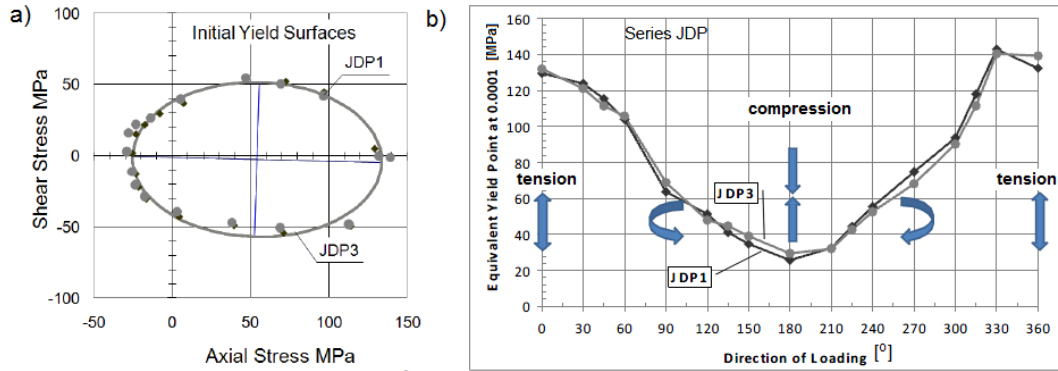 a)
Initial Yield Surfaces
JDP1
JDP3
Shear Stress MPa
100
50
0
-50
-100
-50
0
50
100
150
Axial Stress MPa
b)
Series JDP
Equivalent Yield Point at 0.0001 [MPa]
160
140
120
100
80
60
40
20
0
compression
tension
tension
JDP3
JDP1
0
30
60
90
120
150
180
210
240
270
300
330
360
Direction of Loading [o]